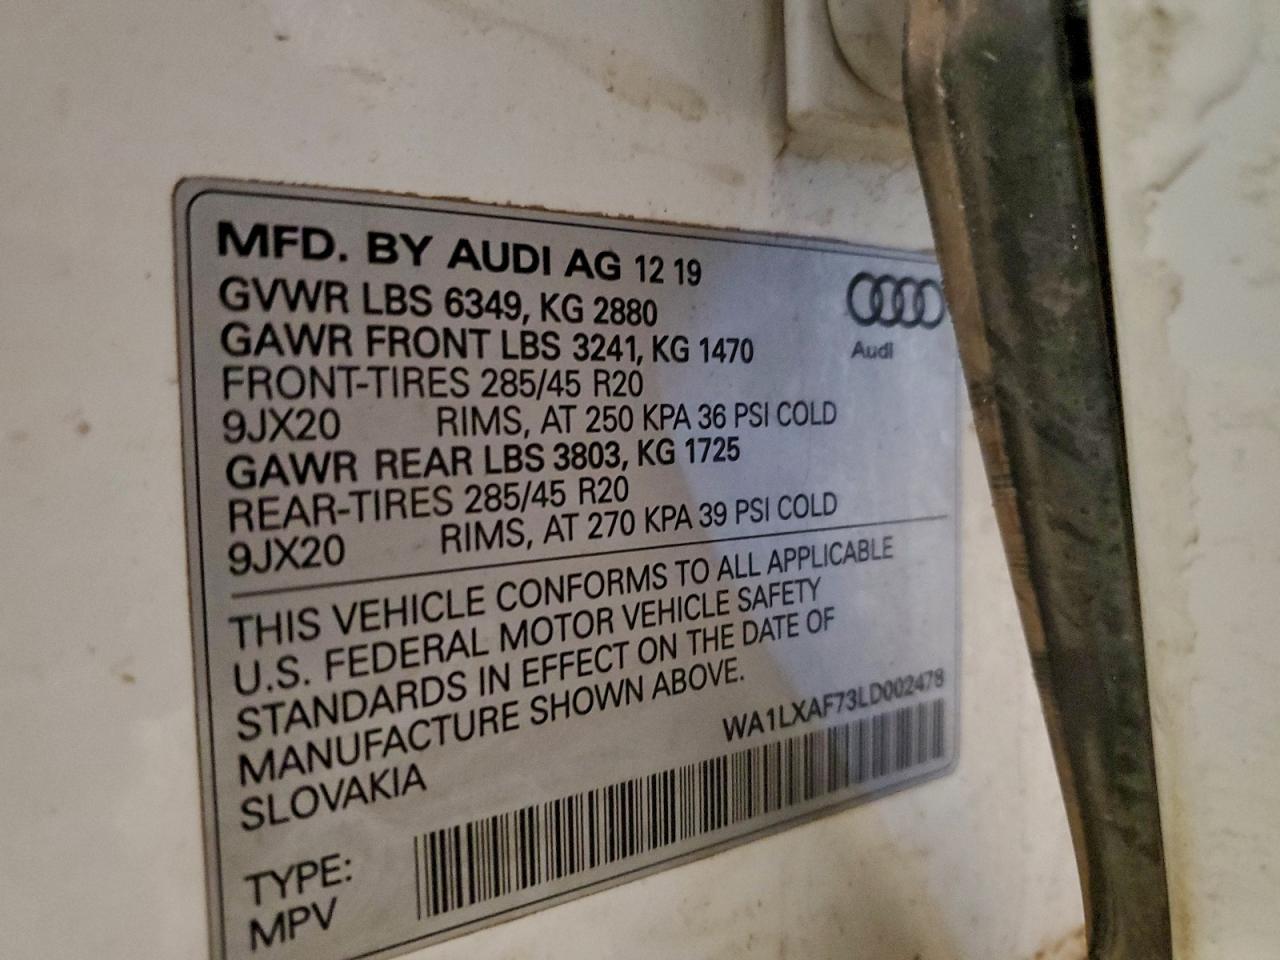 MFD. BY AUDI AG 12 19
GVWR LBS 6349, KG 2880
GAWR FRONT LBS 3241, KG 1470
Audi
FRONT-TIRES 285/45 R20
9JX20 RIMS, AT 250 KPA 36 PSI COLD
GAWR REAR LBS 3803, KG 1725
REAR-TIRES 285/45 R20
9JX20 RIMS, AT 270 KPA 39 PSI COLD
THIS VEHICLE CONFORMS TO ALL APPLICABLE
U.S. FEDERAL MOTOR VEHICLE SAFETY
STANDARDS IN EFFECT ON THE DATE OF
MANUFACTURE SHOWN ABOVE.
SLOVAKIA
WA1LXAF73LD002478
TYPE:
MPV